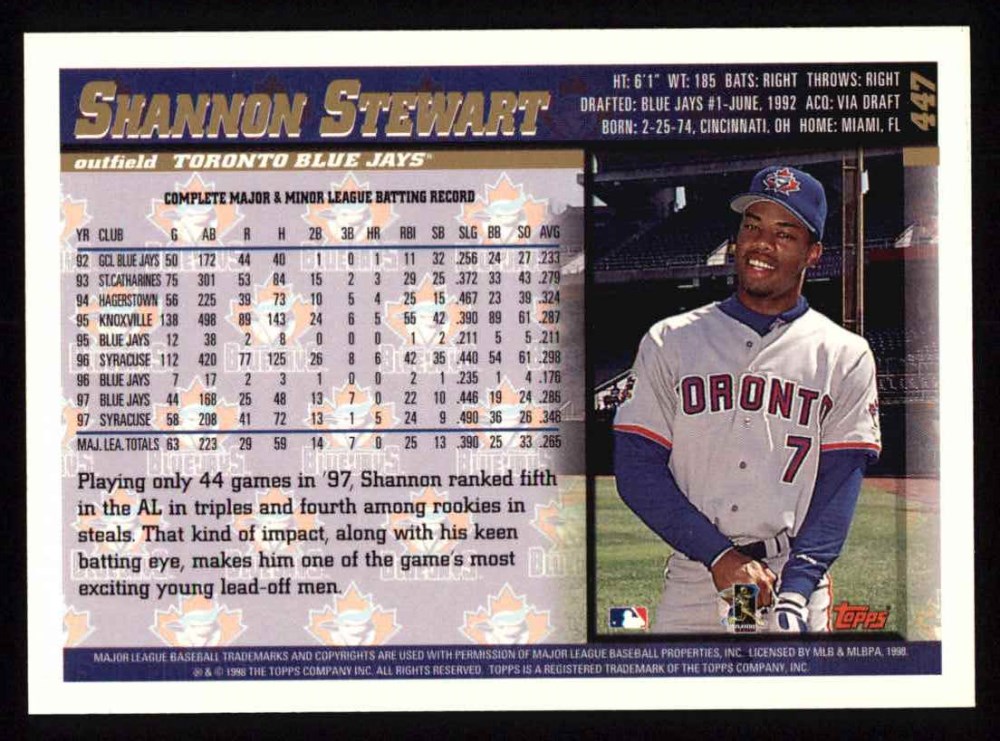 SHANNON STEWART
HT: 6'1" WT: 185 BATS: RIGHT THROWS: RIGHT
DRAFTED: BLUE JAYS #1-JUNE, 1992 ACQ: VIA DRAFT
BORN: 2-25-74, CINCINNATI, OH HOME: MIAMI, FL
447
outfield TORONTO BLUE JAYS
COMPLETE MAJOR & MINOR LEAGUE BATTING RECORD
YR CLUB G AB R H 2B 3B HR RBI SB SLG BB SO AVG
92 GCL BLUE JAYS 50 172 44 40 1 0 1 11 32 .256 24 27 .233
93 ST.CATHARINES 75 301 53 84 15 2 3 29 25 .372 33 43 .279
94 HAGERSTOWN 56 225 39 73 10 5 4 25 15 .467 23 39 .324
95 KNOXVILLE 138 498 89 143 24 6 5 55 42 .390 89 61 .287
95 BLUE JAYS 12 38 2 8 0 0 0 1 2 .211 5 5 .211
96 SYRACUSE 112 420 77 125 26 8 6 42 35 .440 54 61 .298
96 BLUE JAYS 7 17 2 3 1 0 0 2 1 .235 1 4 .176
97 BLUE JAYS 44 168 25 48 13 7 0 22 10 .446 19 24 .286
97 SYRACUSE 58 208 41 72 13 1 5 24 9 .490 36 26 .346
MAJ. LEA. TOTALS 63 223 29 59 14 7 0 25 13 .390 25 33 .265
Playing only 44 games in '97, Shannon ranked fifth
in the AL in triples and fourth among rookies in
steals. That kind of impact, along with his keen
batting eye, makes him one of the game's most
exciting young lead-off men.
TORONTO
7
Topps
MAJOR LEAGUE BASEBALL TRADEMARKS AND COPYRIGHTS ARE USED WITH PERMISSION OF MAJOR LEAGUE BASEBALL PROPERTIES, INC. LICENSED BY MLB & MLBPA, 1998.
® & © 1998 THE TOPPS COMPANY INC. ALL RIGHTS RESERVED. TOPPS IS A REGISTERED TRADEMARK OF THE TOPPS COMPANY, INC.